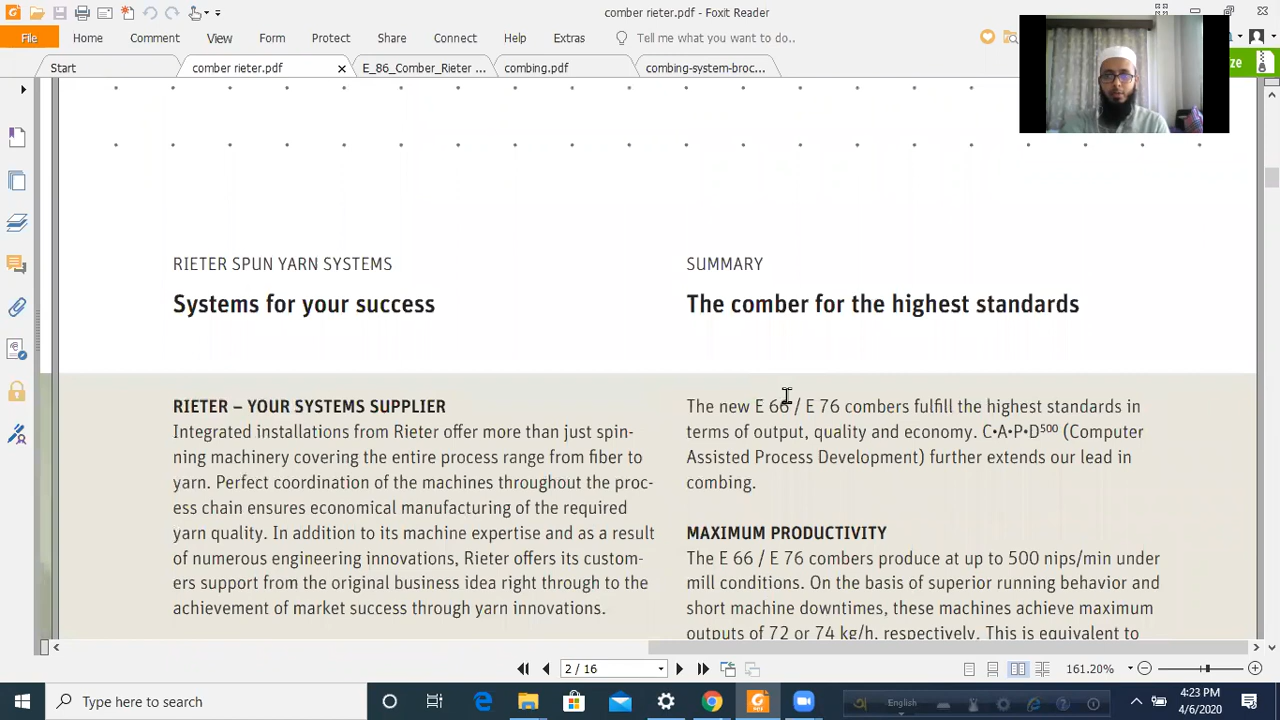 comber rieter.pdf - Foxit Reader
File
Home
Comment
View
Form
Protect
Share
Connect
Help
Extras
Tell me what you want to do...
Start
comber rieter.pdf
E_86_Comber_Rieter ...
combing.pdf
combing-system-broc...
ze
RIETER SPUN YARN SYSTEMS
Systems for your success
RIETER – YOUR SYSTEMS SUPPLIER
Integrated installations from Rieter offer more than just spin-
ning machinery covering the entire process range from fiber to
yarn. Perfect coordination of the machines throughout the proc-
ess chain ensures economical manufacturing of the required
yarn quality. In addition to its machine expertise and as a result
of numerous engineering innovations, Rieter offers its custom-
ers support from the original business idea right through to the
achievement of market success through yarn innovations.
SUMMARY
The comber for the highest standards
The new E 66 / E 76 combers fulfill the highest standards in
terms of output, quality and economy. C•A•P•D⁵⁰⁰ (Computer
Assisted Process Development) further extends our lead in
combing.
MAXIMUM PRODUCTIVITY
The E 66 / E 76 combers produce at up to 500 nips/min under
mill conditions. On the basis of superior running behavior and
short machine downtimes, these machines achieve maximum
outputs of 72 or 74 kg/h, respectively. This is equivalent to
2 / 16
161.20%
Type here to search
English
4:23 PM
4/6/2020